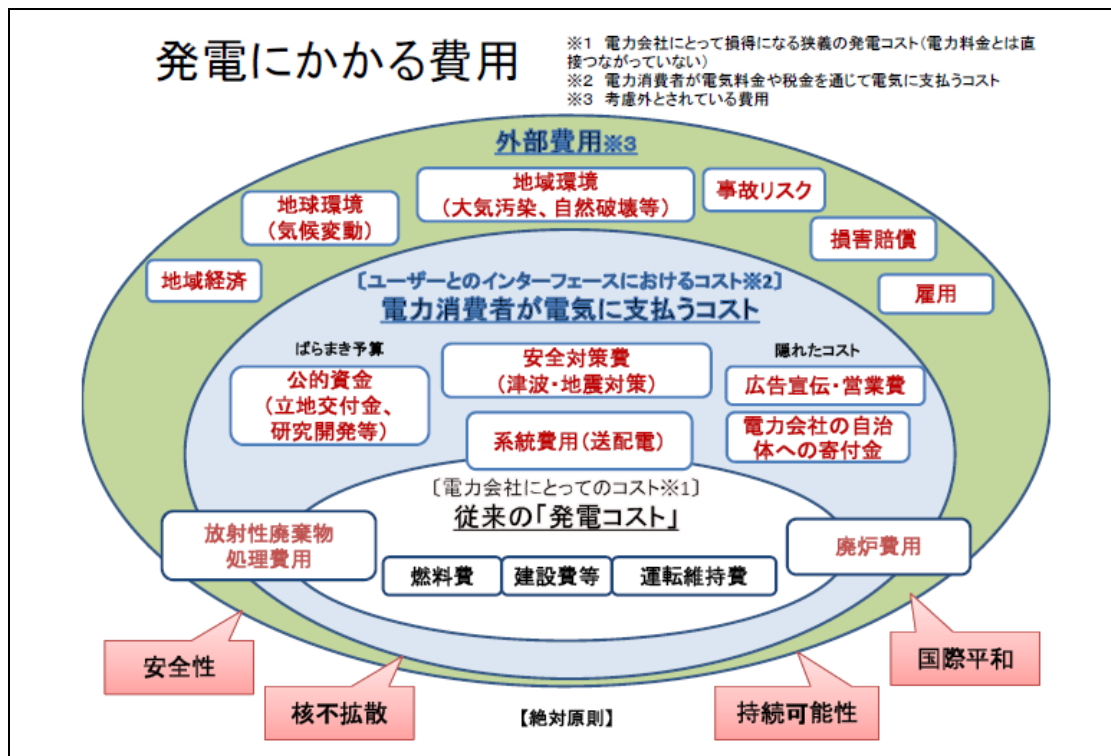 発電にかかる費用
※1 電力会社にとって損得になる狭義の発電コスト(電力料金とは直
接つながっていない)
※2 電力消費者が電気料金や税金を通じて電気に支払うコスト
※3 考慮外とされている費用
外部費用※3
地域環境
(大気汚染、自然破壊等)
事故リスク
地球環境
(気候変動)
損害賠償
地域経済
雇用
〔ユーザーとのインターフェースにおけるコスト※2〕
電力消費者が電気に支払うコスト
ばらまき予算
公的資金
(立地交付金、
研究開発等)
安全対策費
(津波・地震対策)
隠れたコスト
広告宣伝・営業費
電力会社の自治
体への寄付金
系統費用(送配電)
〔電力会社にとってのコスト※1〕
従来の「発電コスト」
放射性廃棄物
処理費用
廃炉費用
燃料費
建設費等
運転維持費
安全性
核不拡散
【絶対原則】
持続可能性
国際平和